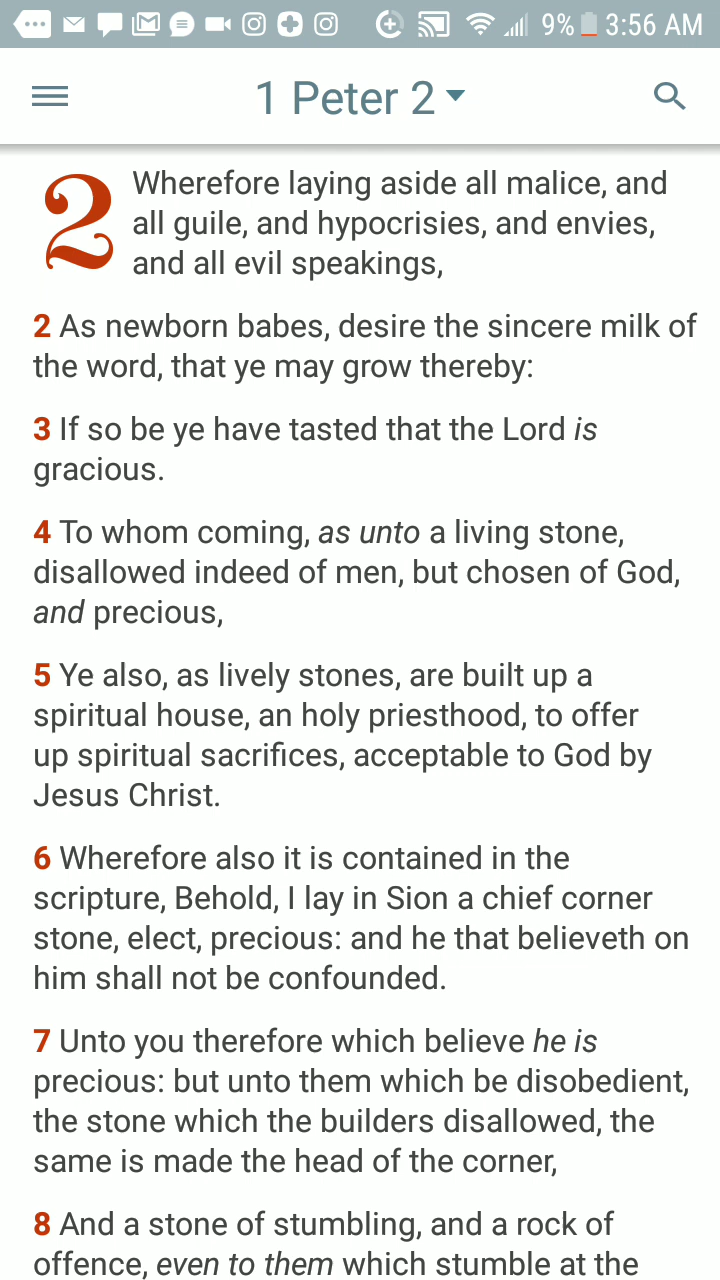 9% 3:56 AM
1 Peter 2
2 Wherefore laying aside all malice, and
all guile, and hypocrisies, and envies,
and all evil speakings,
2 As newborn babes, desire the sincere milk of
the word, that ye may grow thereby:
3 If so be ye have tasted that the Lord is
gracious.
4 To whom coming, as unto a living stone,
disallowed indeed of men, but chosen of God,
and precious,
5 Ye also, as lively stones, are built up a
spiritual house, an holy priesthood, to offer
up spiritual sacrifices, acceptable to God by
Jesus Christ.
6 Wherefore also it is contained in the
scripture, Behold, I lay in Sion a chief corner
stone, elect, precious: and he that believeth on
him shall not be confounded.
7 Unto you therefore which believe he is
precious: but unto them which be disobedient,
the stone which the builders disallowed, the
same is made the head of the corner,
8 And a stone of stumbling, and a rock of
offence, even to them which stumble at the